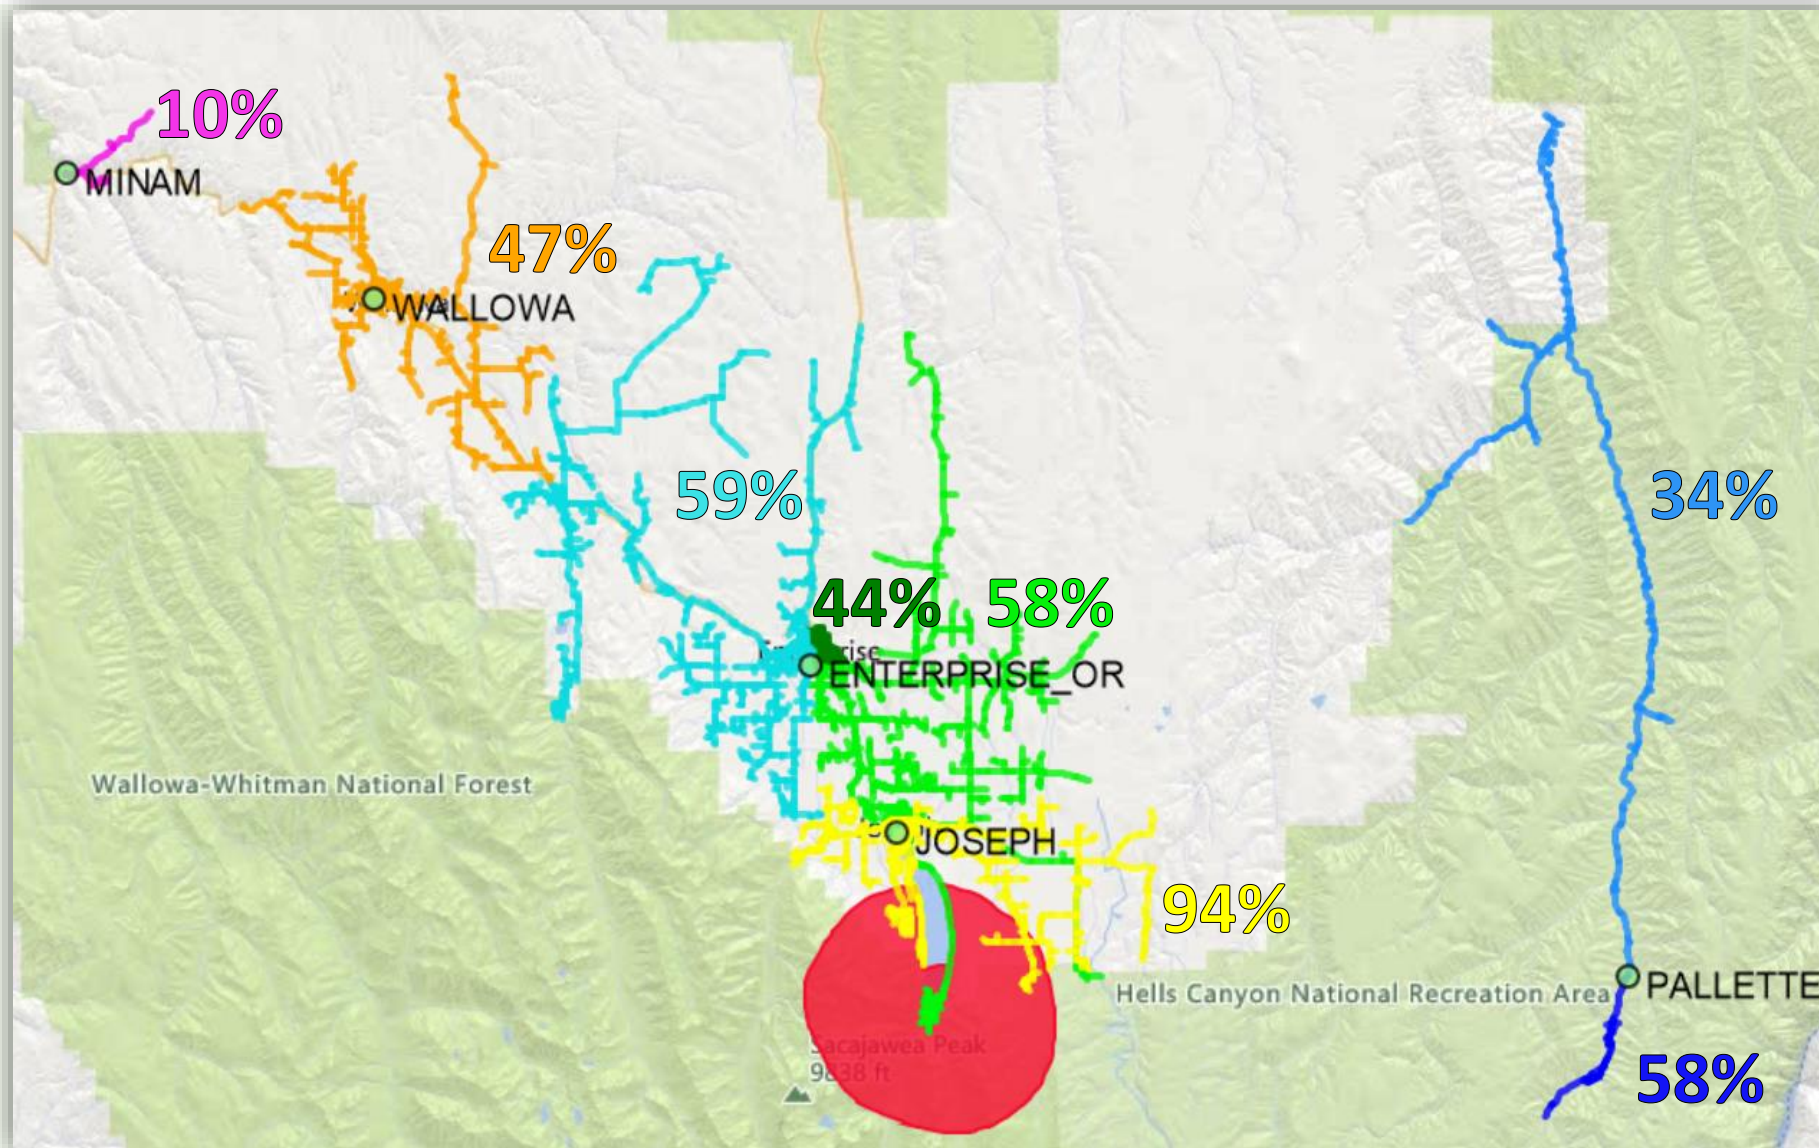 10%
MINAM
47%
WALLOWA
59%
34%
44%
58%
ENTERPRISE_OR
Wallowa-Whitman National Forest
JOSEPH
94%
Hells Canyon National Recreation Area
PALLETTE
Sacajawea Peak
9838 ft
58%